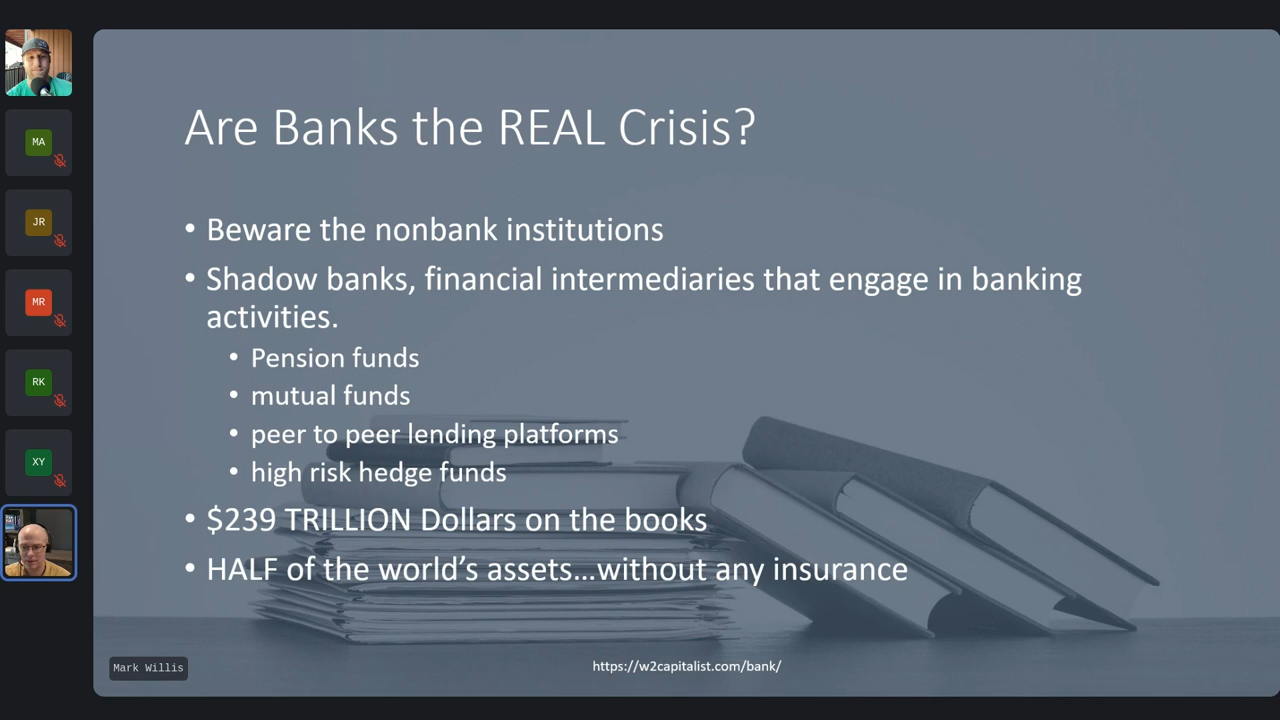 Are Banks the REAL Crisis?
• Beware the nonbank institutions
• Shadow banks, financial intermediaries that engage in banking
activities.
• Pension funds
• mutual funds
• peer to peer lending platforms
• high risk hedge funds
• $239 TRILLION Dollars on the books
• HALF of the world’s assets…without any insurance
https://w2capitalist.com/bank/
Mark Willis
MA
JR
MR
RK
XY